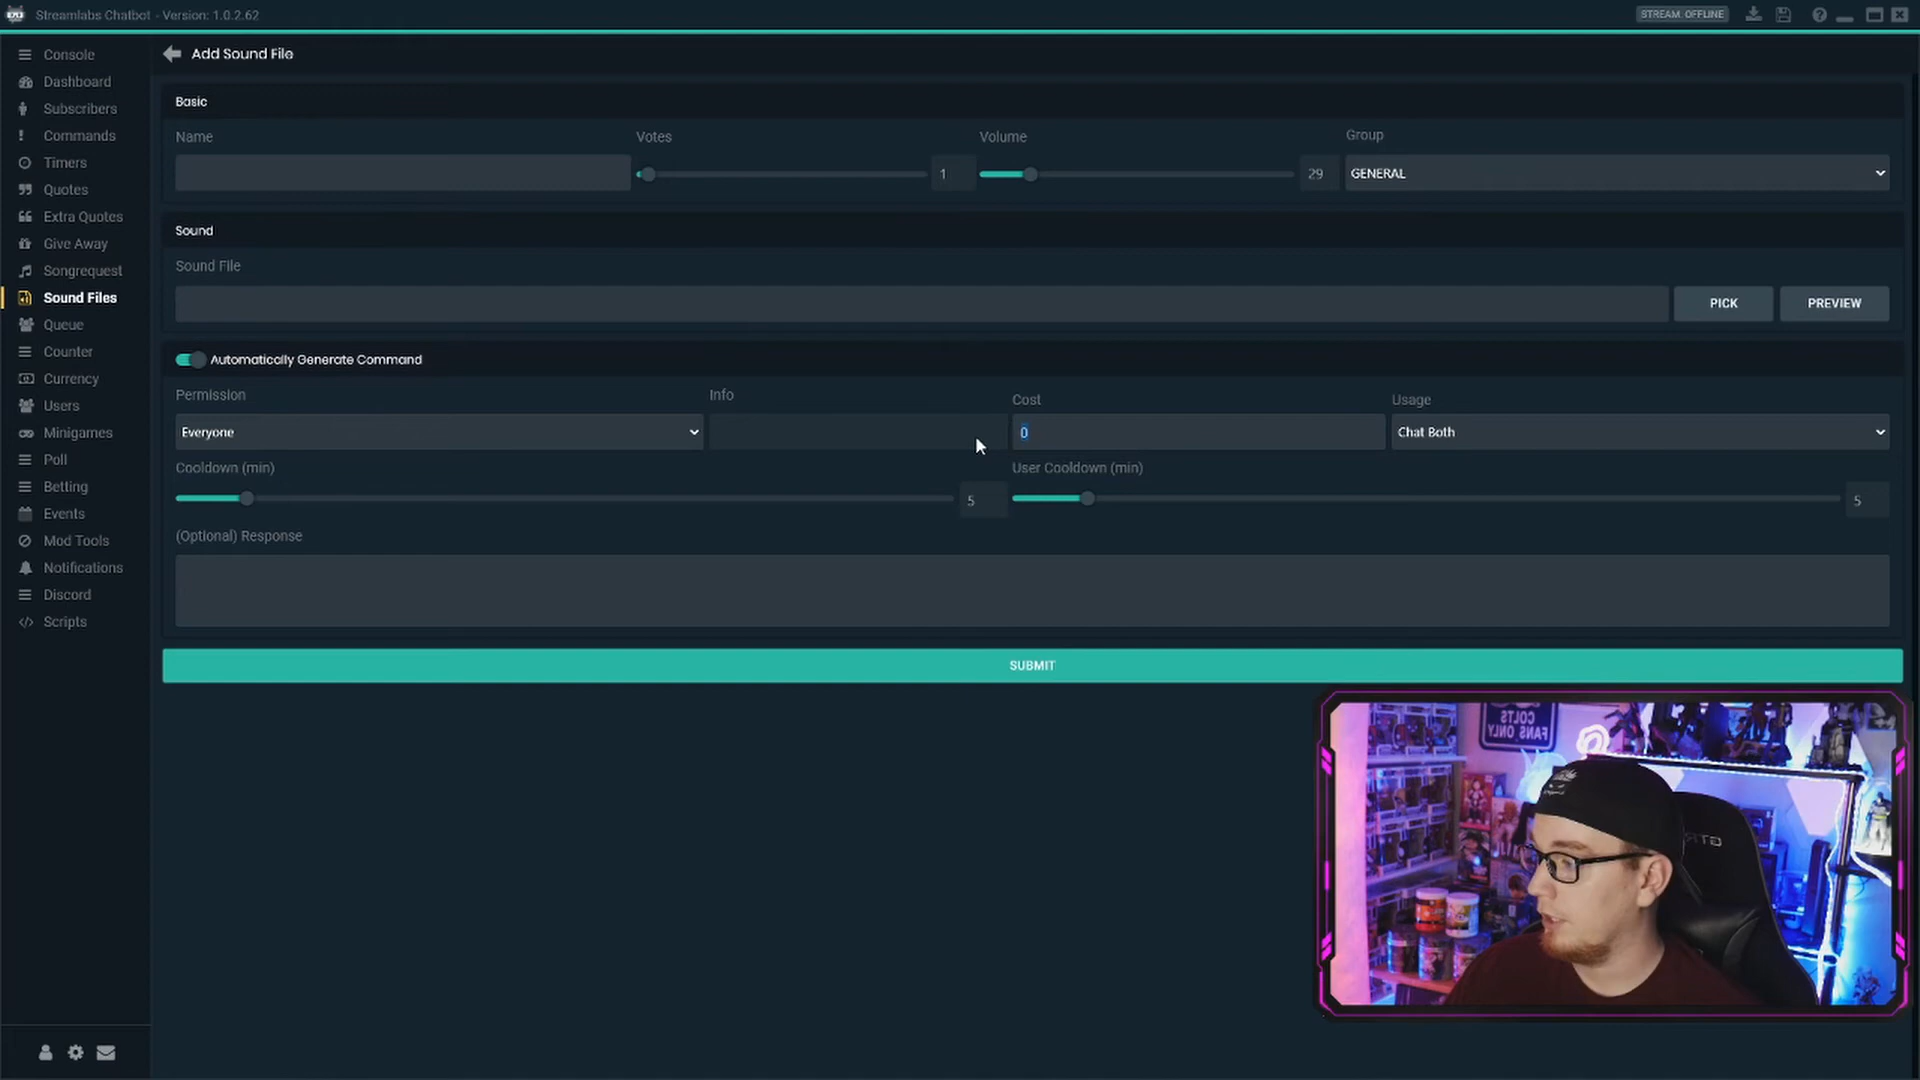 Streamlabs Chatbot - Version: 1.0.2.62
STREAM: OFFLINE
Console
Dashboard
Subscribers
Commands
Timers
Quotes
Extra Quotes
Give Away
Songrequest
Sound Files
Queue
Counter
Currency
Users
Minigames
Poll
Betting
Events
Mod Tools
Notifications
Discord
Scripts
Add Sound File
Basic
Name
Votes
Volume
Group
1
29
GENERAL
Sound
Sound File
PICK
PREVIEW
Automatically Generate Command
Permission
Info
Cost
Usage
Everyone
0
Chat Both
Cooldown (min)
User Cooldown (min)
5
5
(Optional) Response
SUBMIT
COLTS
FANS ONLY
GTR